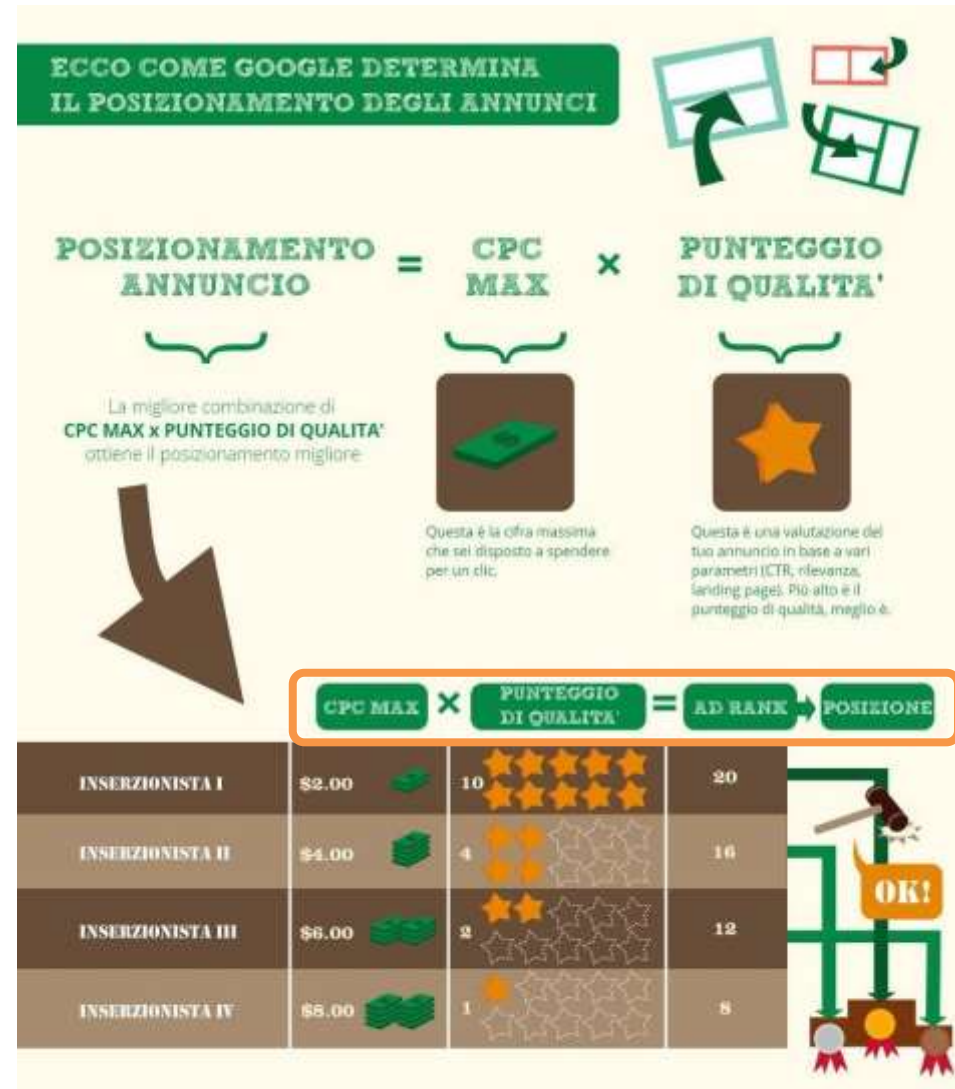 ECCO COME GOOGLE DETERMINA
IL POSIZIONAMENTO DEGLI ANNUNCI
POSIZIONAMENTO
ANNUNCIO
=
CPC
MAX
×
PUNTEGGIO
DI QUALITA'
La migliore combinazione di
CPC MAX x PUNTEGGIO DI QUALITA'
ottiene il posizionamento migliore
Questa è la cifra massima
che sei disposto a spendere
per un clic.
Questa è una valutazione del
tuo annuncio in base a vari
parametri (CTR, rilevanza,
landing page). Più alto è il
punteggio di qualità, meglio è.
CPC MAX × PUNTEGGIO DI QUALITA' = AD RANK POSIZIONE
INSERZIONISTA I $2.00 10 20
INSERZIONISTA II $4.00 4 16
INSERZIONISTA III $6.00 2 12
INSERZIONISTA IV $8.00 1 8
OK!